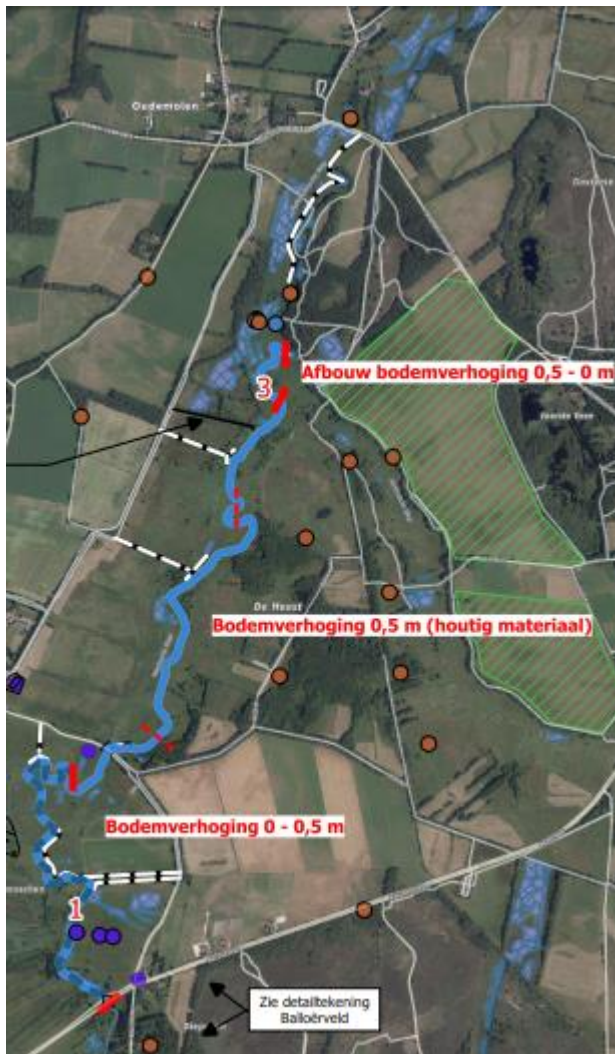 Oudemolen
Afbouw bodemverhoging 0,5 - 0 m
3
De Heest
Bodemverhoging 0,5 m (houtig materiaal)
Bodemverhoging 0 - 0,5 m
1
Zie detailtekening
Balloërveld